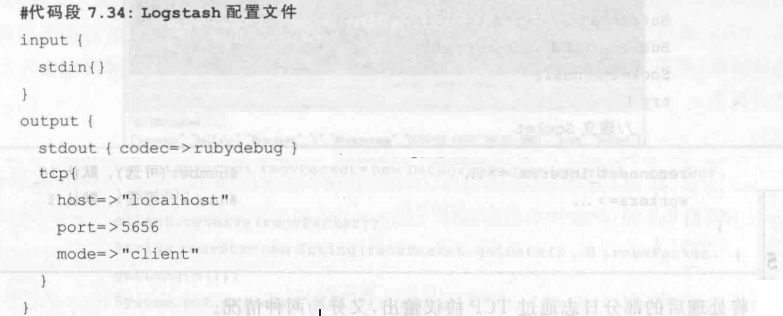 #代码段 7.34: Logstash 配置文件
input {
stdin{}
}
output {
stdout { codec=>rubydebug }
tcp{
host=>"localhost"
port=>5656
mode=>"client"
}
}